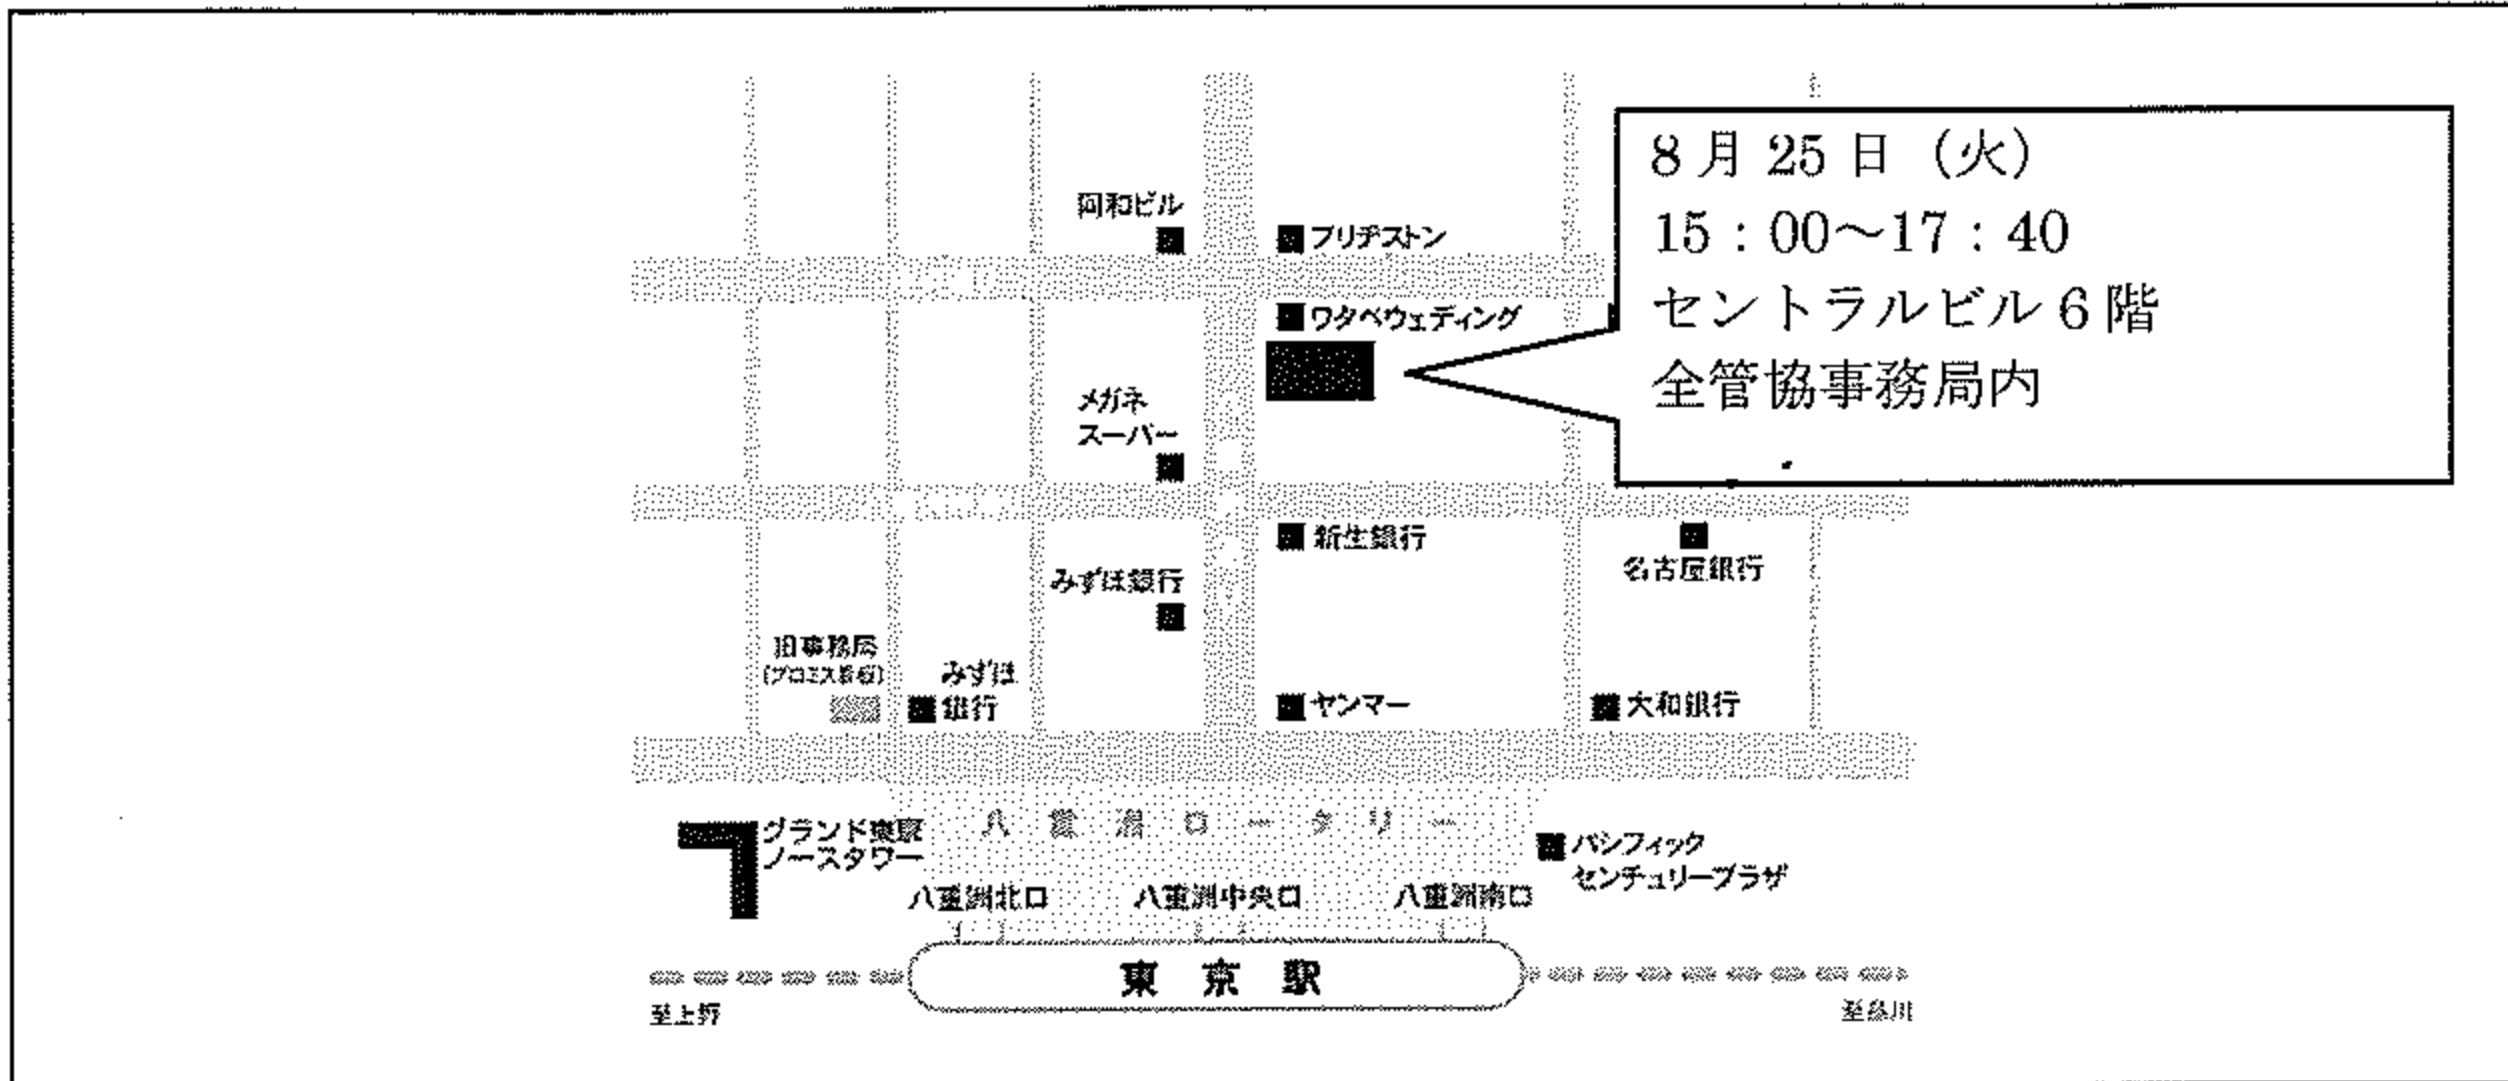 8月25日（火）
15：00～17：40
セントラルビル6階
全管協事務局内
阿和ビル
ブリヂストン
ワタベウェディング
メガネ
スーパー
新生銀行
名古屋銀行
みずほ銀行
旧事務局
みずほ
銀行
ヤンマー
大和銀行
八重洲ロータリー
グランド東京
ノースタワー
パシフィック
センチュリープラザ
八重洲北口
八重洲中央口
八重洲南口
東京駅
至上野
至品川